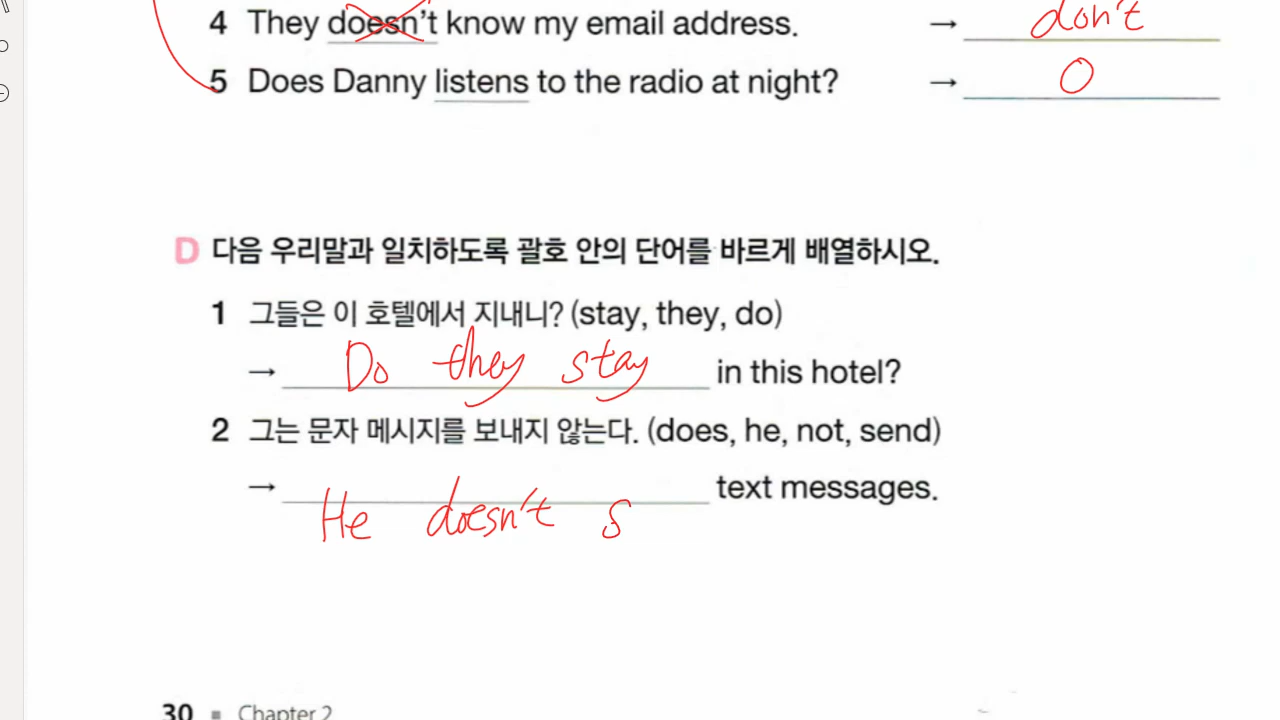 4 They doesn't know my email address. → don't
5 Does Danny listens to the radio at night? → O
D 다음 우리말과 일치하도록 괄호 안의 단어를 바르게 배열하시오.
1 그들은 이 호텔에서 지내니? (stay, they, do)
→ Do they stay in this hotel?
2 그는 문자 메시지를 보내지 않는다. (does, he, not, send)
→ He doesn't s text messages.
30 ■ Chapter 2